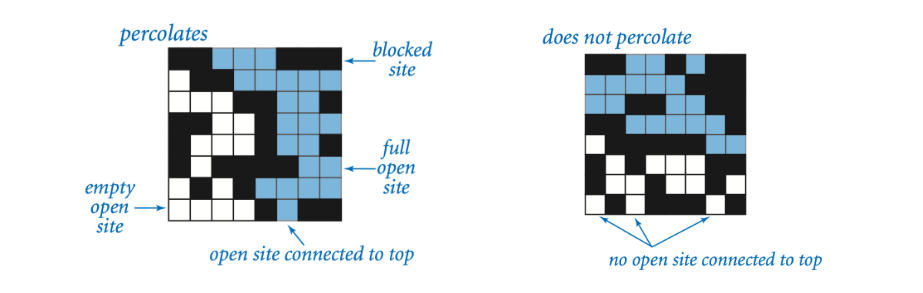 percolates
blocked
site
full
open
site
empty
open
site
open site connected to top
does not percolate
no open site connected to top